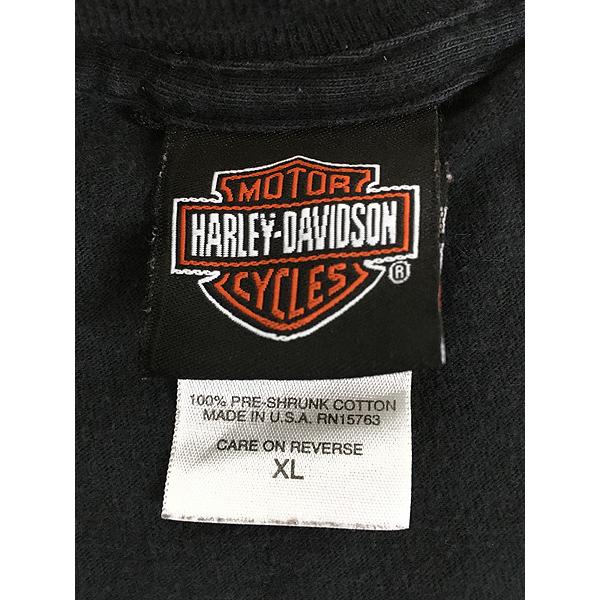 MOTOR
HARLEY-DAVIDSON
CYCLES
®
100% PRE-SHRUNK COTTON
MADE IN U.S.A. RN15763
CARE ON REVERSE
XL